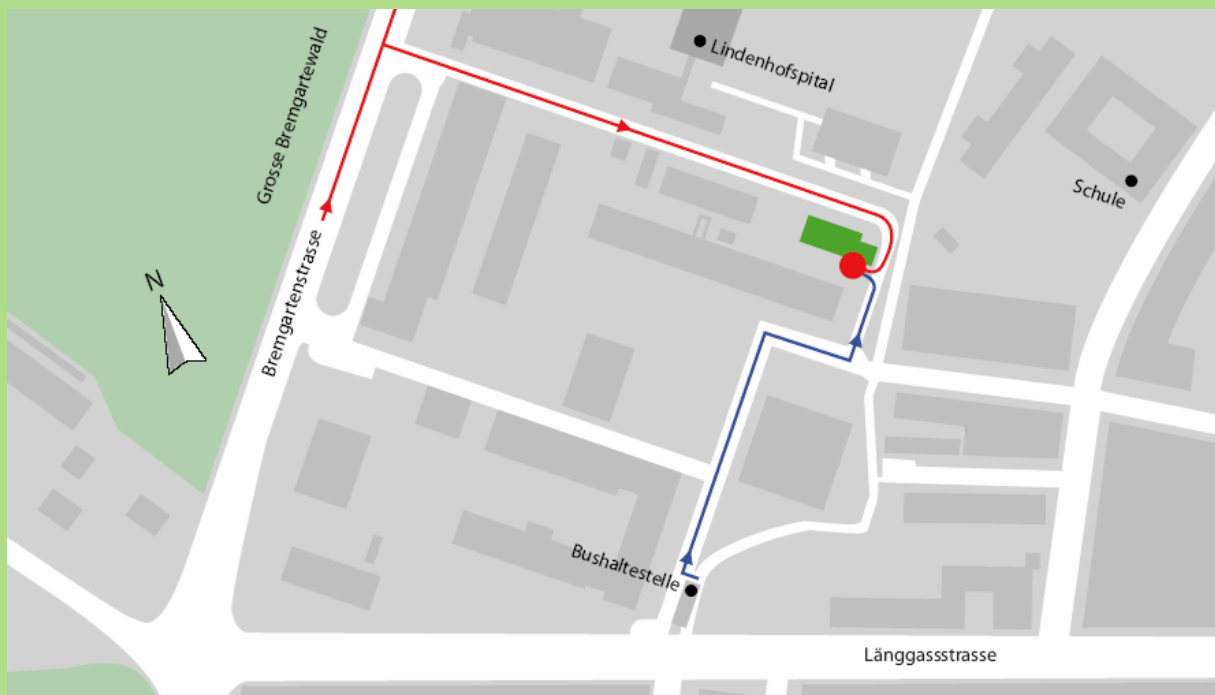 Lindenhofspital
Grosse Bremgartewald
Schule
N
Bremgartenstrasse
Bushaltestelle
Länggassstrasse